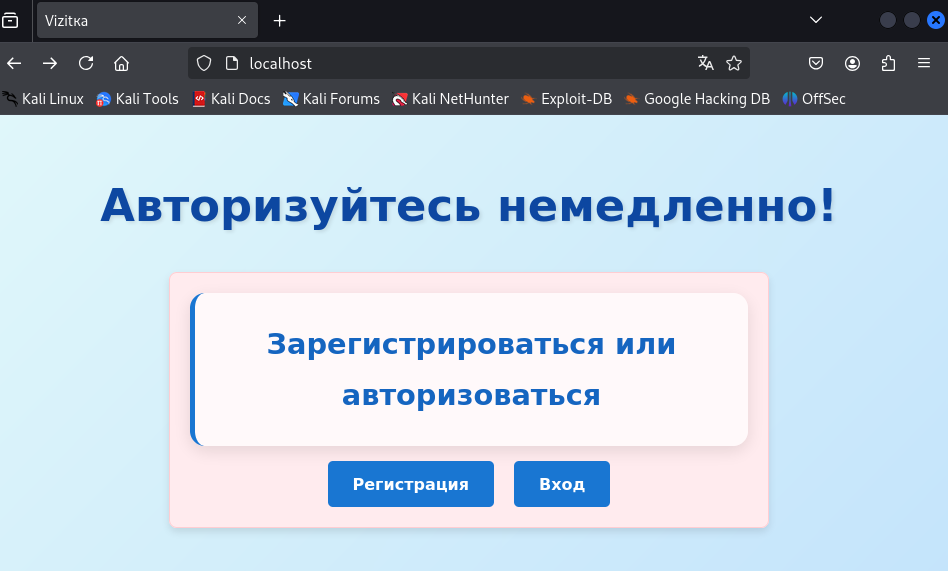 Vizitка
localhost
Kali Linux Kali Tools Kali Docs Kali Forums Kali NetHunter Exploit-DB Google Hacking DB OffSec
Авторизуйтесь немедленно!
Зарегистрироваться или
авторизоваться
Регистрация Вход